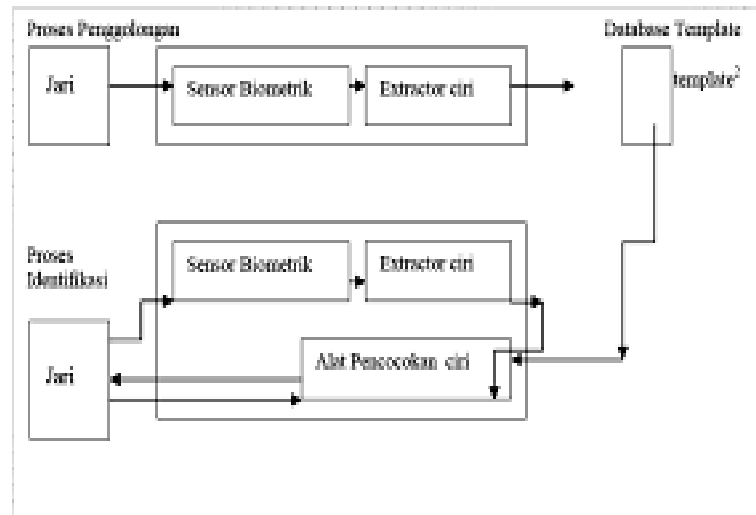 Proses Penggolongan
Database Template
Jari
Sensor Biometrik
Extractor ciri
template²
Proses
Identifikasi
Sensor Biometrik
Extractor ciri
Jari
Alat Pencocokan ciri